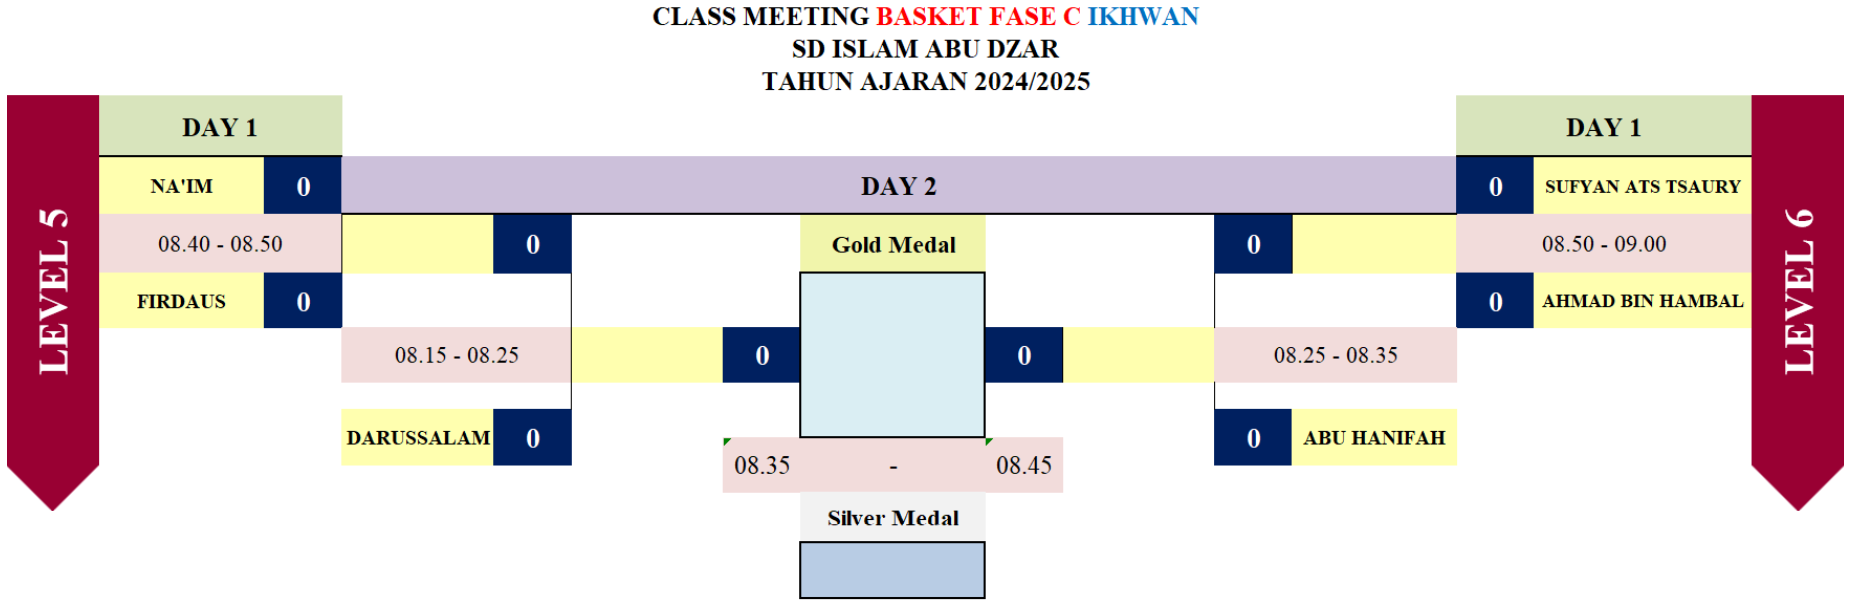 CLASS MEETING BASKET FASE C IKHWAN
SD ISLAM ABU DZAR
TAHUN AJARAN 2024/2025
LEVEL 5
DAY 1
DAY 1
LEVEL 6
NA'IM 0
DAY 2
0 SUFYAN ATS TSAURY
08.40 - 08.50
0
Gold Medal
0
08.50 - 09.00
FIRDAUS 0
0 AHMAD BIN HAMBAL
08.15 - 08.25
0
0
08.25 - 08.35
DARUSSALAM 0
0 ABU HANIFAH
08.35 - 08.45
Silver Medal